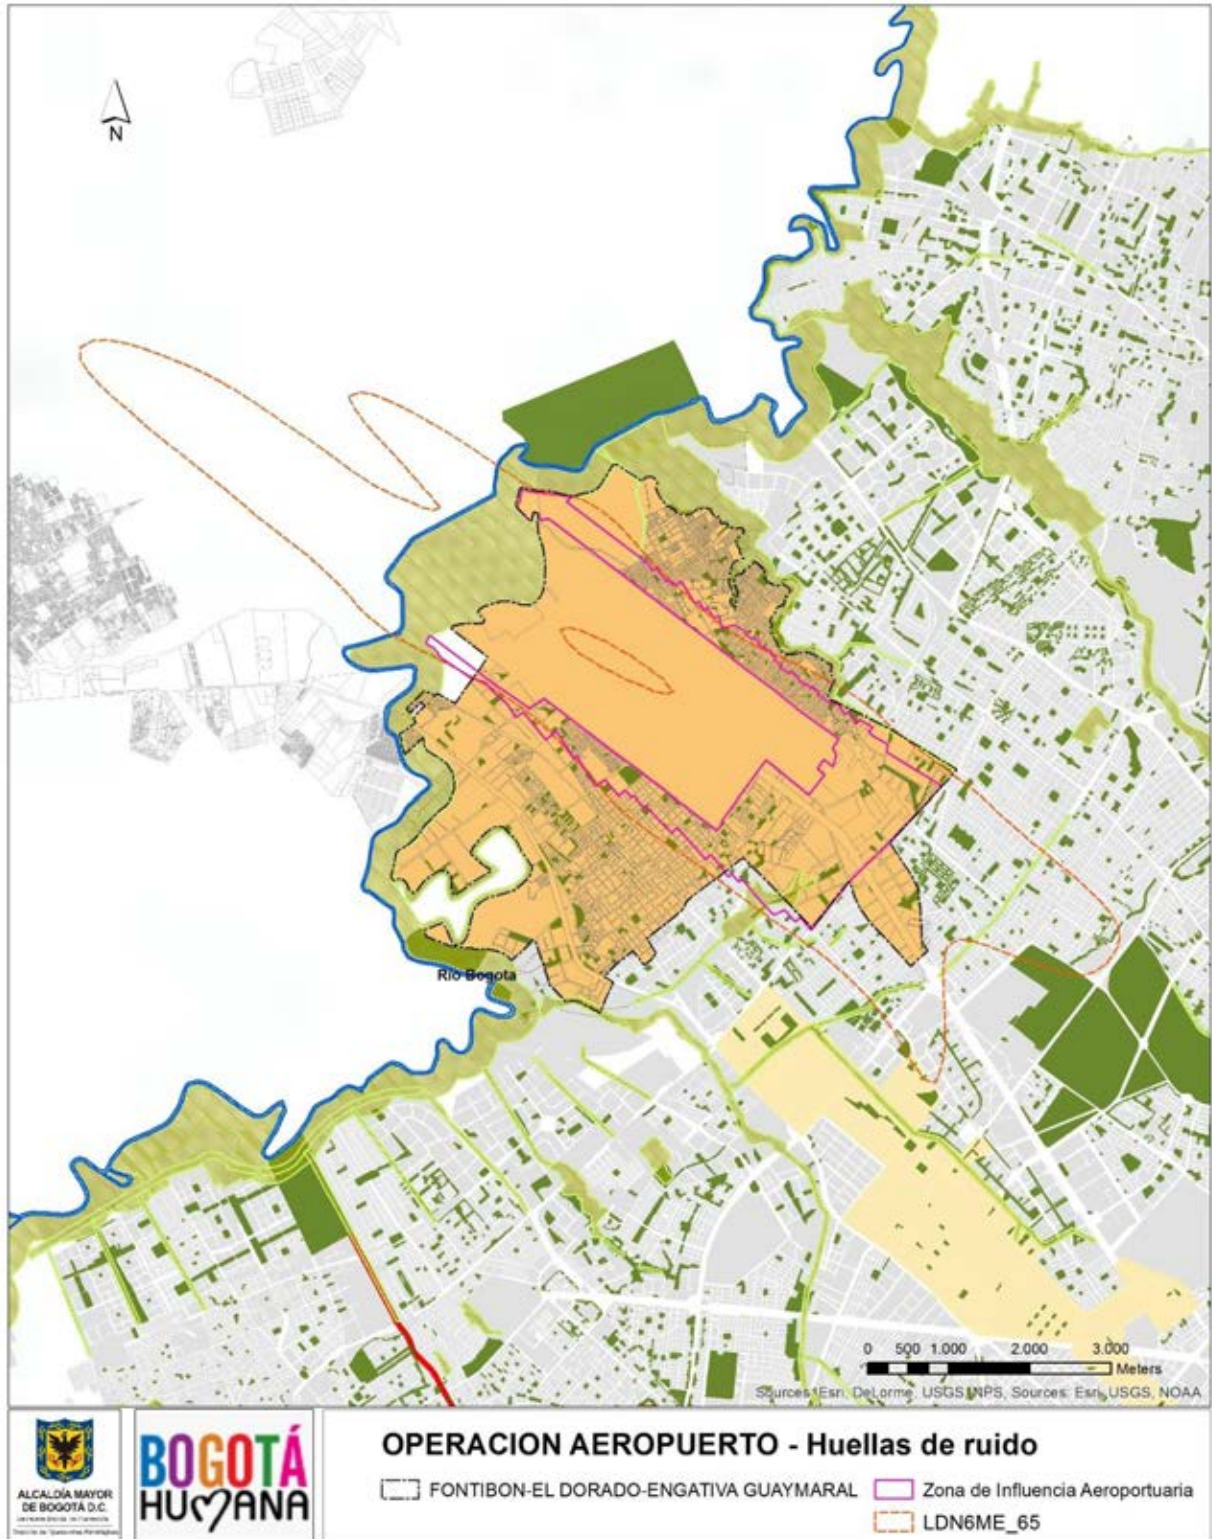 N
Rio Bogota
0 500 1.000 2.000 3.000
Meters
Sources: Esri, DeLorme, USGS, NPS, Sources: Esri, USGS, NOAA
ALCALDÍA MAYOR
DE BOGOTÁ D.C.
BOGOTÁ
HUMANA
OPERACION AEROPUERTO - Huellas de ruido
FONTIBON-EL DORADO-ENGATIVA GUAYMARAL
Zona de Influencia Aeroportuaria
LDN6ME_65